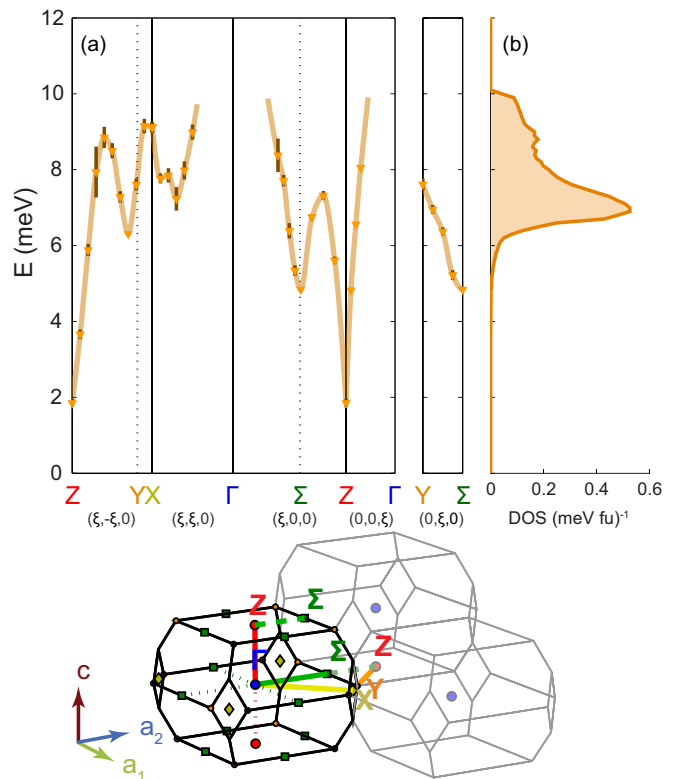 (a)
(b)
E (meV)
12
10
8
6
4
2
0
Z Y X Γ Σ Z Γ Y Σ
(ξ,-ξ,0) (ξ,ξ,0) (ξ,0,0) (0,0,ξ) (0,ξ,0)
0 0.2 0.4 0.6
DOS (meV fu)⁻¹
Z Σ
Γ Σ Z
Y
X
c
a₂
a₁